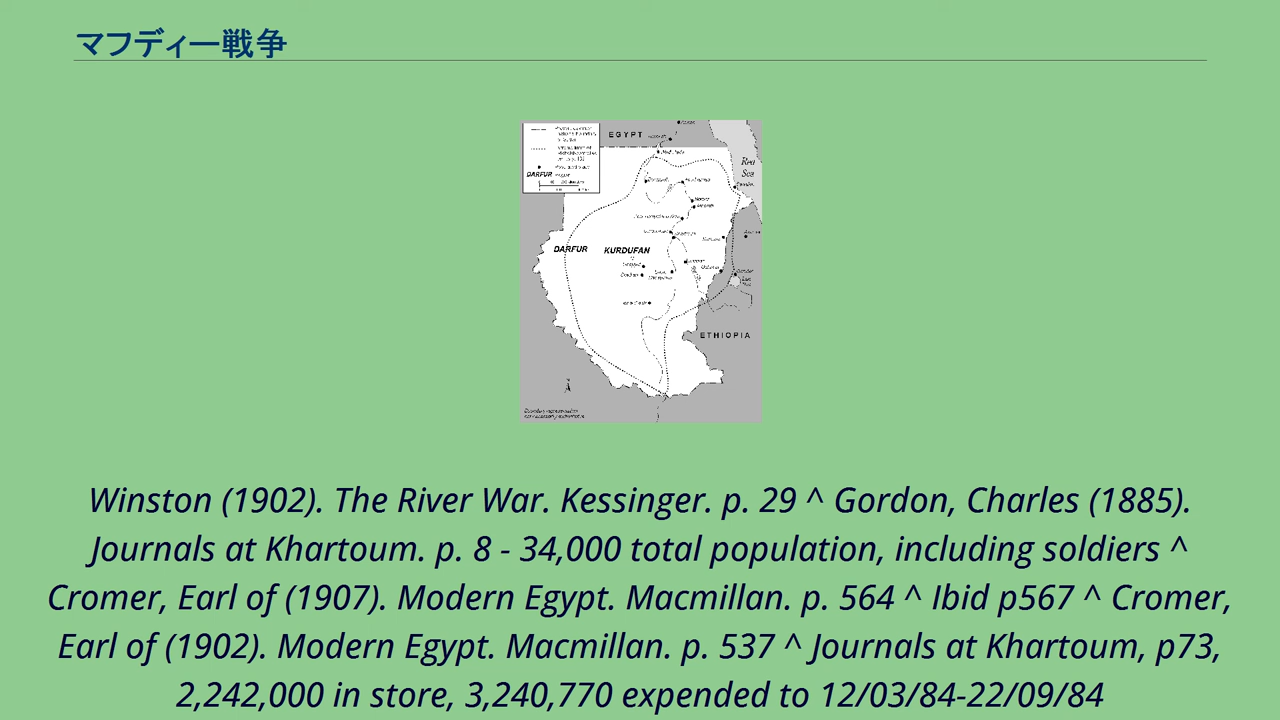 マフディー戦争
EGYPT
Red
Sea
DARFUR
DARFUR
KURDUFAN
ETHIOPIA
Winston (1902). The River War. Kessinger. p. 29 ^ Gordon, Charles (1885).
Journals at Khartoum. p. 8 - 34,000 total population, including soldiers ^
Cromer, Earl of (1907). Modern Egypt. Macmillan. p. 564 ^ Ibid p567 ^ Cromer,
Earl of (1902). Modern Egypt. Macmillan. p. 537 ^ Journals at Khartoum, p73,
2,242,000 in store, 3,240,770 expended to 12/03/84-22/09/84